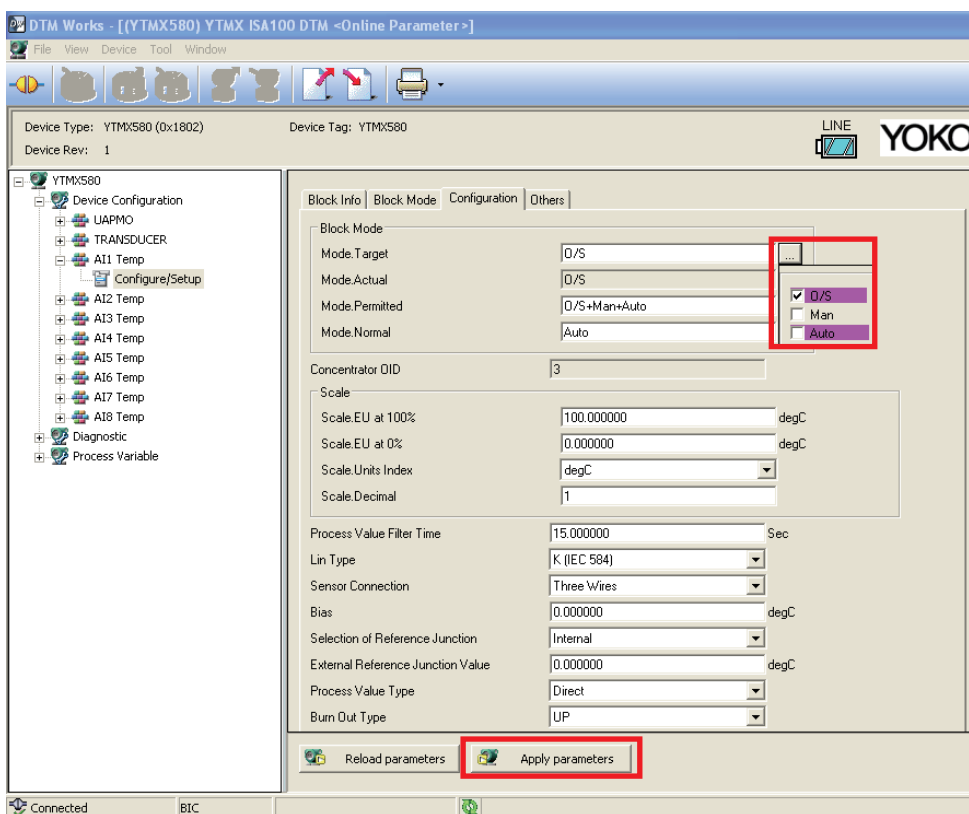 DTM Works - [(YTMX580) YTMX ISA100 DTM <Online Parameter>]
File View Device Tool Window
Device Type: YTMX580 (0x1802) Device Tag: YTMX580 LINE
Device Rev: 1 YOKO
YTMX580
Device Configuration
UAPMO
TRANSDUCER
AI1 Temp
Configure/Setup
AI2 Temp
AI3 Temp
AI4 Temp
AI5 Temp
AI6 Temp
AI7 Temp
AI8 Temp
Diagnostic
Process Variable
Block Info Block Mode Configuration Others
Block Mode
Mode.Target O/S ...
Mode.Actual O/S
Mode.Permitted O/S+Man+Auto
Mode.Normal Auto
O/S
Man
Auto
Concentrator OID 3
Scale
Scale.EU at 100% 100.000000 degC
Scale.EU at 0% 0.000000 degC
Scale.Units Index degC
Scale.Decimal 1
Process Value Filter Time 15.000000 Sec
Lin Type K (IEC 584)
Sensor Connection Three Wires
Bias 0.000000 degC
Selection of Reference Junction Internal
External Reference Junction Value 0.000000 degC
Process Value Type Direct
Burn Out Type UP
Reload parameters Apply parameters
Connected BIC